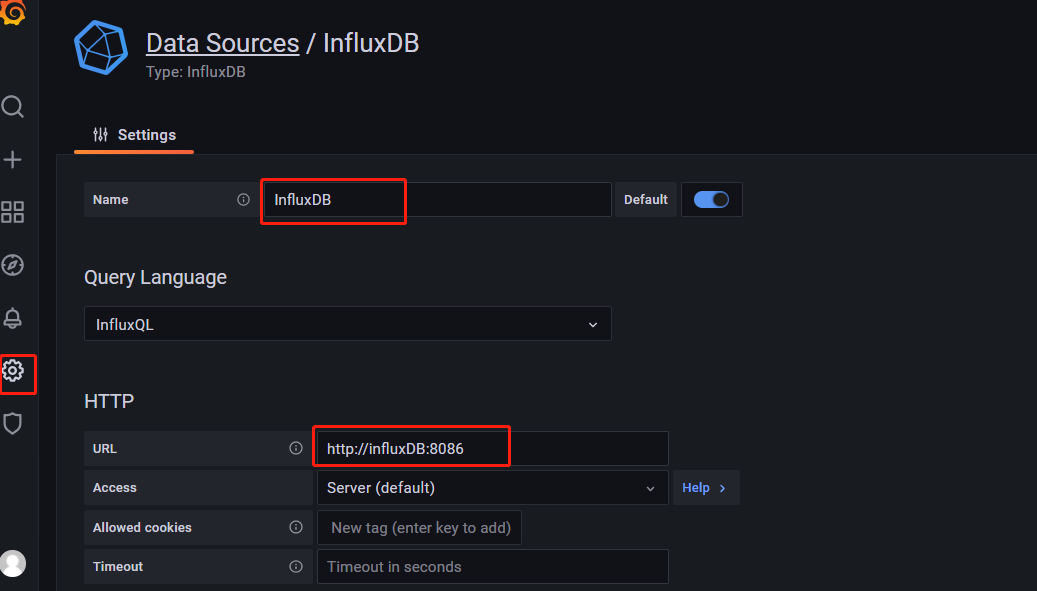 Data Sources / InfluxDB
Type: InfluxDB
Settings
Name InfluxDB Default
Query Language
InfluxQL
HTTP
URL http://influxDB:8086
Access Server (default) Help
Allowed cookies New tag (enter key to add)
Timeout Timeout in seconds